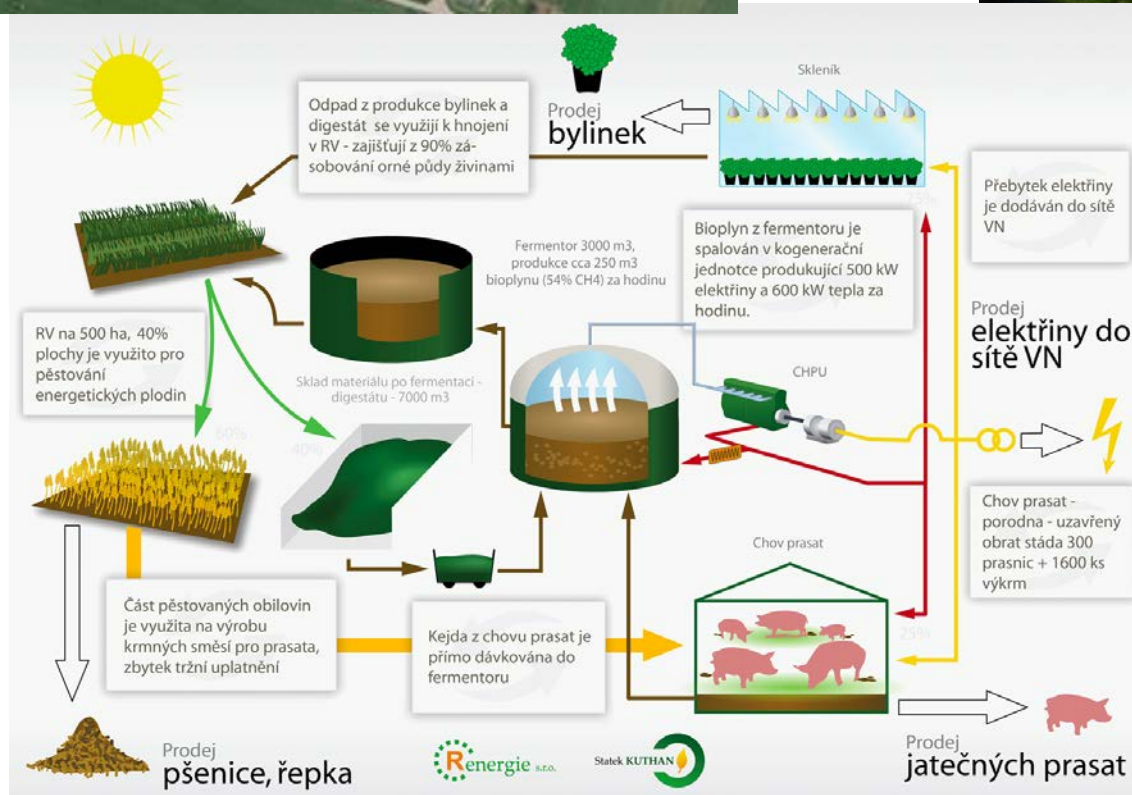 Skleník
Odpad z produkce bylinek a
digestát se využijí k hnojení
v RV - zajišťují z 90% zá-
sobování orné půdy živinami
Prodej
bylinek
Přebytek elektřiny
je dodáván do sítě
VN
75%
Fermentor 3000 m3,
produkce cca 250 m3
bioplynu (54% CH4) za hodinu
Bioplyn z fermentoru je
spalován v kogenerační
jednotce produkující 500 kW
elektřiny a 600 kW tepla za
hodinu.
Prodej
elektřiny do
sítě VN
RV na 500 ha, 40%
plochy je využito pro
pěstování
energetických plodin
Sklad materiálu po fermentaci -
digestátu - 7000 m3
CHPU
60%
40%
Chov prasat -
porodna - uzavřený
obrat stáda 300
prasnic + 1600 ks
výkrm
Chov prasat
25%
Část pěstovaných obilovin
je využita na výrobu
krmných směsí pro prasata,
zbytek tržní uplatnění
Kejda z chovu prasat je
přímo dávkována do
fermentoru
Prodej
pšenice, řepka
Renergie s.r.o.
Statek KUTHAN
Prodej
jatečných prasat